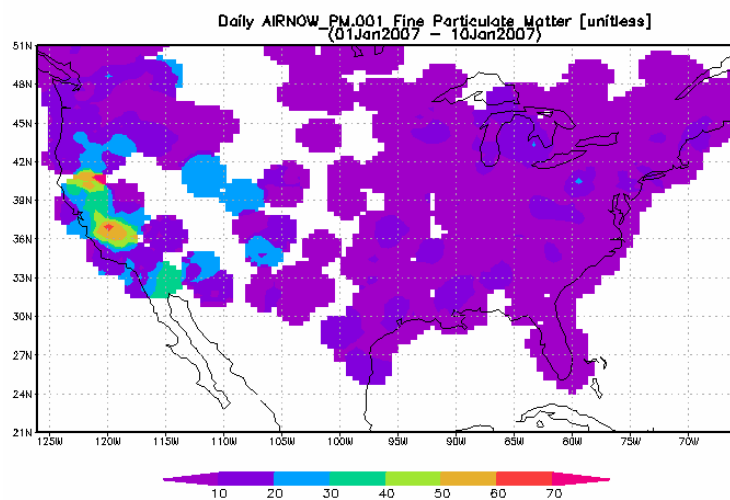 Daily AIRNOW_PM.001 Fine Particulate Matter [unitless]
(01Jan2007 – 10Jan2007)
51N
48N
45N
42N
39N
36N
33N
30N
27N
24N
21N
125W 120W 115W 110W 105W 100W 95W 90W 85W 80W 75W 70W
10 20 30 40 50 60 70